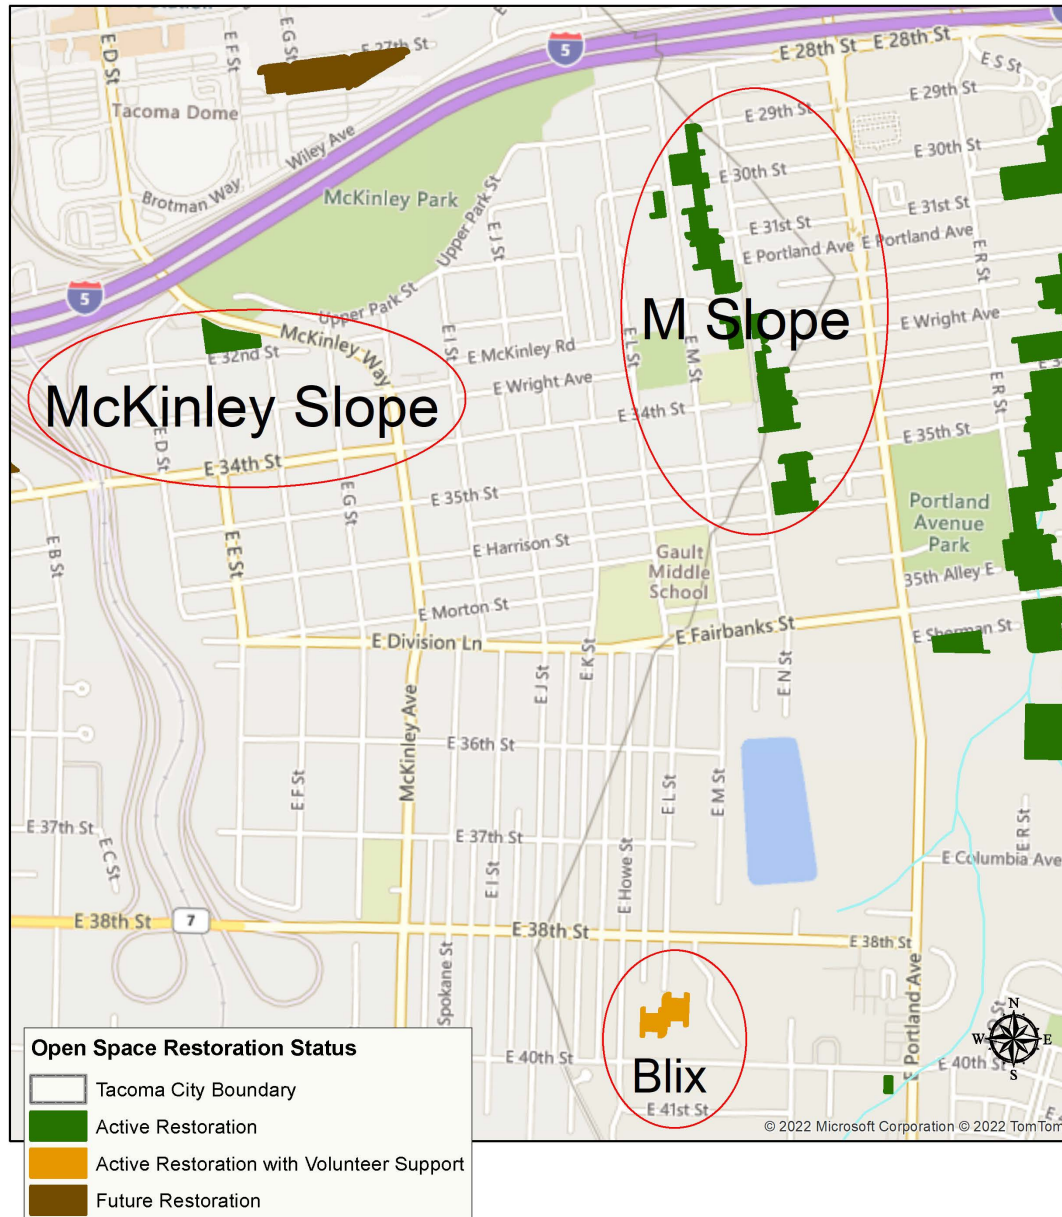 E 27th St
E D St
E F St
E G St
5
E 28th St
E 28th St
E S St
Tacoma Dome
E 29th St
E 29th St
Wiley Ave
E 30th St
E 30th St
Brotman Way
McKinley Park
Upper Park St
E J St
E 31st St
E 31st St
E Portland Ave
E Portland Ave
E R St
5
Upper Park St
M Slope
McKinley Way
E I St
E McKinley Rd
E L St
E M St
E Wright Ave
E 32nd St
E Wright Ave
E R St
McKinley Slope
E 34th St
E D St
E 34th St
E 35th St
E G St
E 35th St
Portland
Avenue
Park
E B St
E E St
E Harrison St
Gault
Middle
School
35th Alley E
E Morton St
E Division Ln
E Fairbanks St
E Sherman St
E J St
E K St
E N St
McKinley Ave
E 36th St
E F St
E L St
E M St
E 37th St
E C St
E 37th St
E I St
E Howe St
E R St
E Columbia Ave
E 38th St
7
E 38th St
E 38th St
Spokane St
E Portland Ave
N
W
E
S
E 40th St
E 40th St
Blix
E 41st St
© 2022 Microsoft Corporation © 2022 TomTom
Open Space Restoration Status
Tacoma City Boundary
Active Restoration
Active Restoration with Volunteer Support
Future Restoration